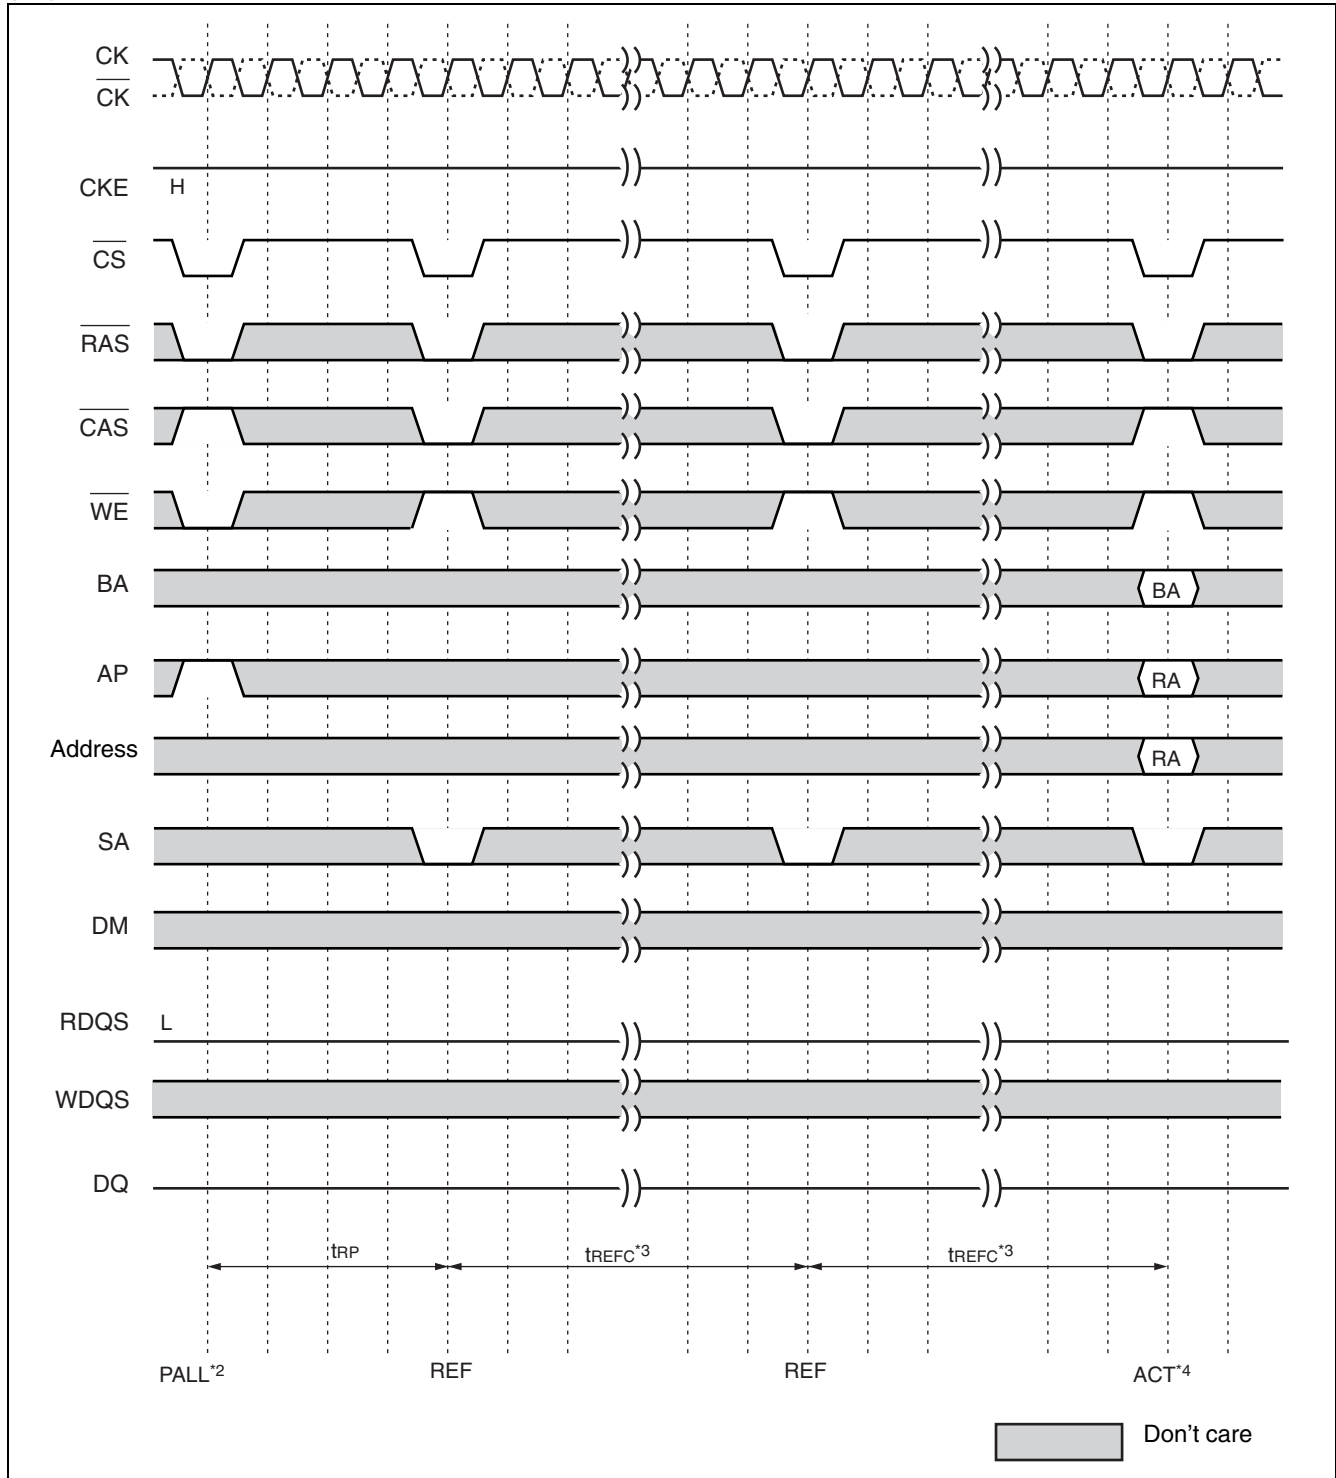 CK
CK
CKE H
CS
RAS
CAS
WE
BA BA
AP RA
Address RA
SA
DM
RDQS L
WDQS
DQ
tRP tREFC*3 tREFC*3
PALL*2 REF REF ACT*4
Don't care